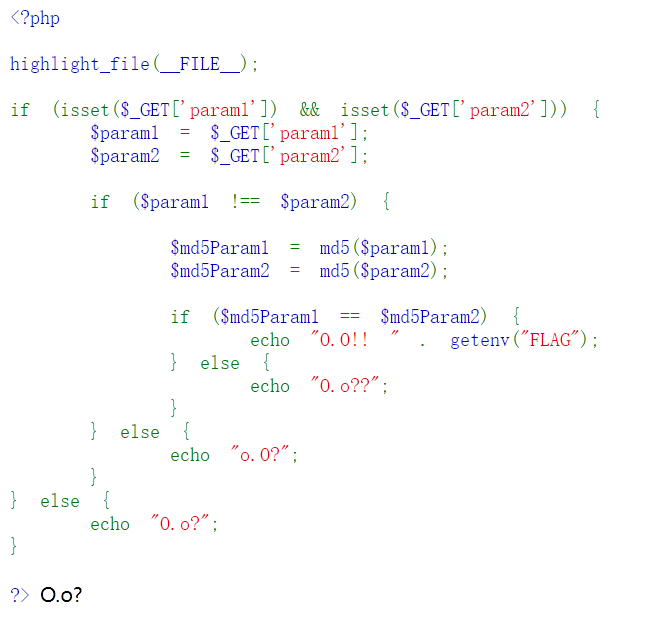 <?php
highlight_file(__FILE__);
if (isset($_GET['param1']) && isset($_GET['param2'])) {
$param1 = $_GET['param1'];
$param2 = $_GET['param2'];
if ($param1 !== $param2) {
$md5Param1 = md5($param1);
$md5Param2 = md5($param2);
if ($md5Param1 == $md5Param2) {
echo "O.O!! " . getenv("FLAG");
} else {
echo "O.o??";
}
} else {
echo "o.O?";
}
} else {
echo "O.o?";
}
?> O.o?